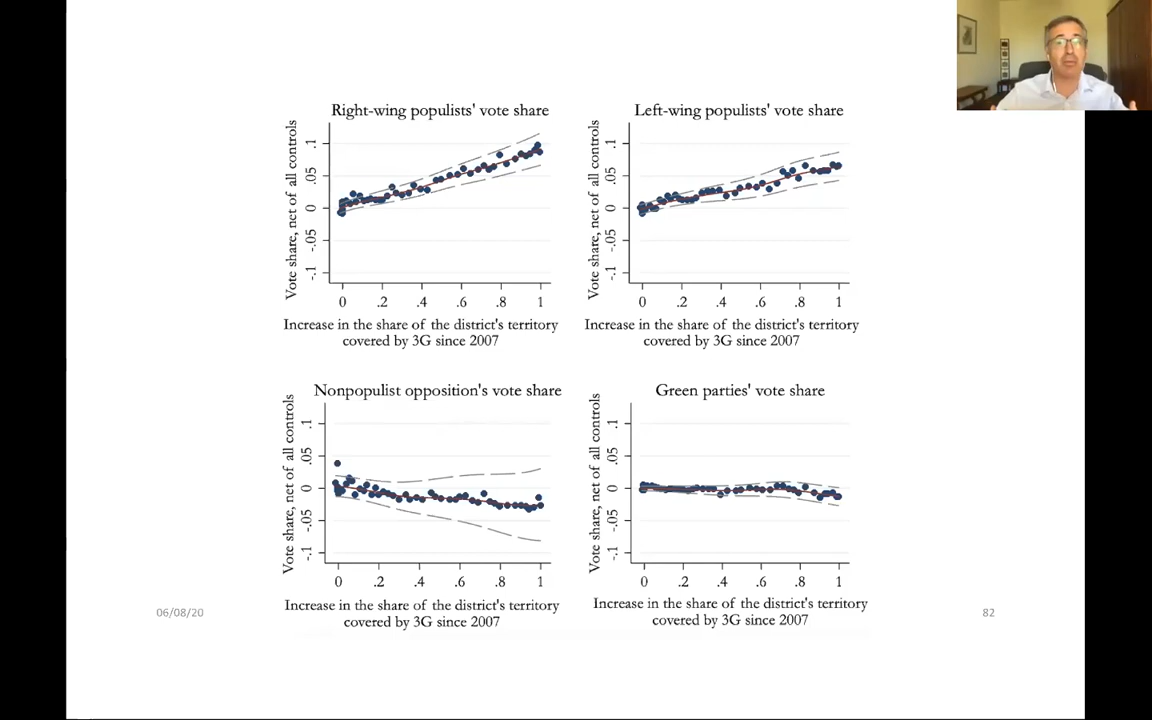 Right-wing populists' vote share
Vote share, net of all controls
.1
.05
0
-.05
-.1
0 .2 .4 .6 .8 1
Increase in the share of the district's territory
covered by 3G since 2007
Left-wing populists' vote share
Vote share, net of all controls
.1
.05
0
-.05
-.1
0 .2 .4 .6 .8 1
Increase in the share of the district's territory
covered by 3G since 2007
Nonpopulist opposition's vote share
Vote share, net of all controls
.1
.05
0
-.05
-.1
0 .2 .4 .6 .8 1
Increase in the share of the district's territory
covered by 3G since 2007
Green parties' vote share
Vote share, net of all controls
.1
.05
0
-.05
-.1
0 .2 .4 .6 .8 1
Increase in the share of the district's territory
covered by 3G since 2007
06/08/20
82